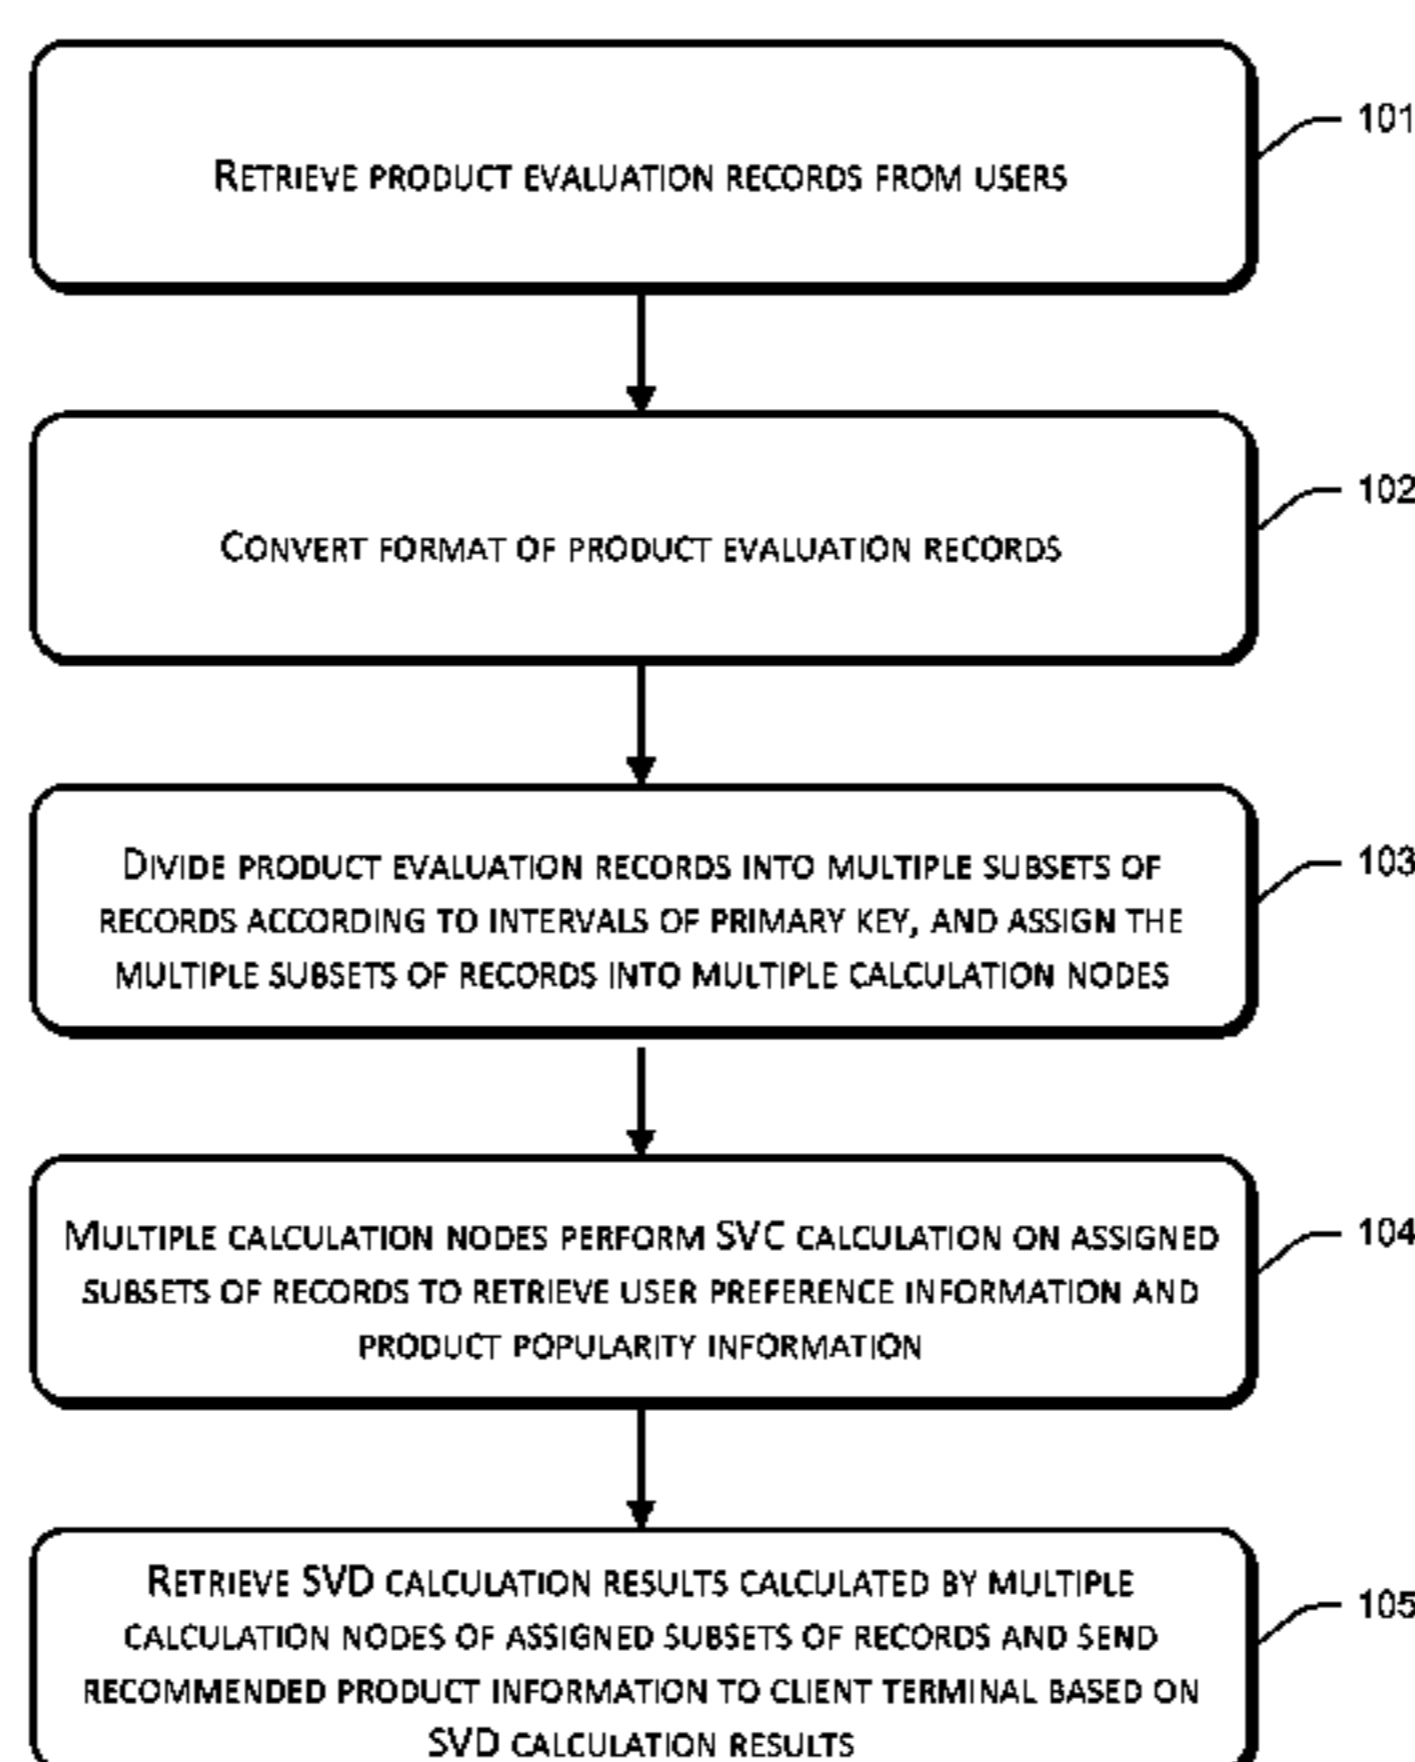 RETRIEVE PRODUCT EVALUATION RECORDS FROM USERS
101
CONVERT FORMAT OF PRODUCT EVALUATION RECORDS
102
DIVIDE PRODUCT EVALUATION RECORDS INTO MULTIPLE SUBSETS OF
RECORDS ACCORDING TO INTERVALS OF PRIMARY KEY, AND ASSIGN THE
MULTIPLE SUBSETS OF RECORDS INTO MULTIPLE CALCULATION NODES
103
MULTIPLE CALCULATION NODES PERFORM SVC CALCULATION ON ASSIGNED
SUBSETS OF RECORDS TO RETRIEVE USER PREFERENCE INFORMATION AND
PRODUCT POPULARITY INFORMATION
104
RETRIEVE SVD CALCULATION RESULTS CALCULATED BY MULTIPLE
CALCULATION NODES OF ASSIGNED SUBSETS OF RECORDS AND SEND
RECOMMENDED PRODUCT INFORMATION TO CLIENT TERMINAL BASED ON
SVD CALCULATION RESULTS
105